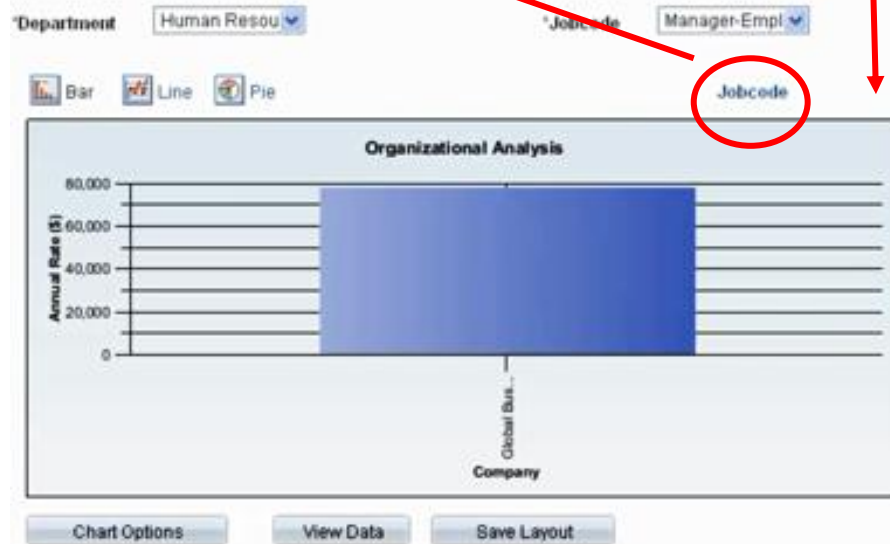 *Department Human Resou *Jobcode Manager-Empl
Bar Line Pie Jobcode
Organizational Analysis
80,000
60,000
40,000
20,000
0
Annual Rate ($)
Global Bus...
Company
Chart Options View Data Save Layout